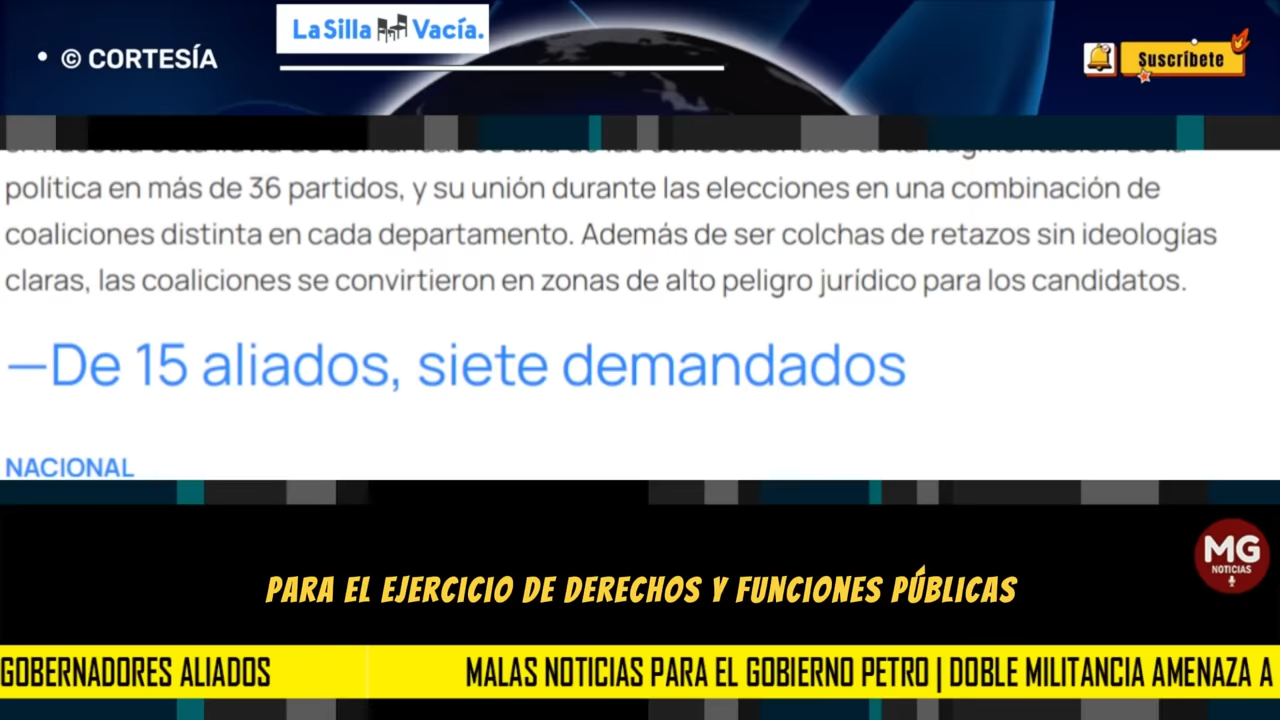 LaSilla Vacía.
• © CORTESÍA
Suscríbete
política en más de 36 partidos, y su unión durante las elecciones en una combinación de
coaliciones distinta en cada departamento. Además de ser colchas de retazos sin ideologías
claras, las coaliciones se convirtieron en zonas de alto peligro jurídico para los candidatos.
—De 15 aliados, siete demandados
NACIONAL
MG
NOTICIAS
PARA EL EJERCICIO DE DERECHOS Y FUNCIONES PÚBLICAS
GOBERNADORES ALIADOS MALAS NOTICIAS PARA EL GOBIERNO PETRO | DOBLE MILITANCIA AMENAZA A